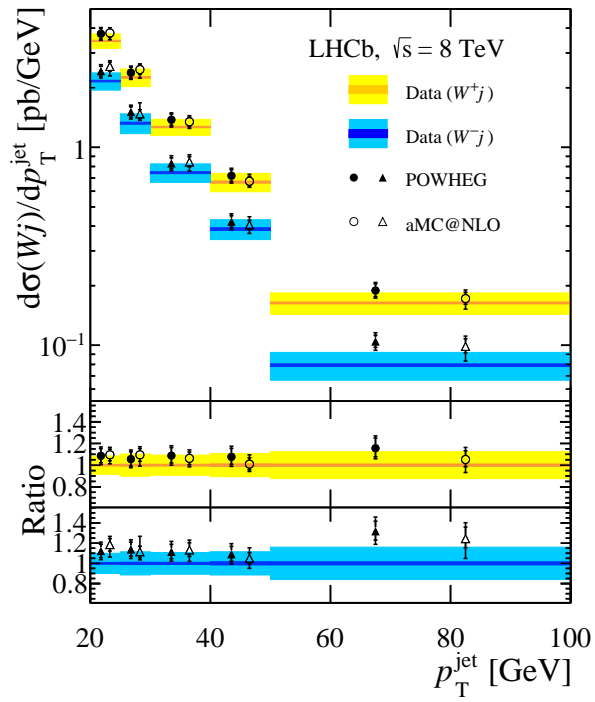 LHCb, √s = 8 TeV
Data (W⁺j)
Data (W⁻j)
POWHEG
aMC@NLO
dσ(Wj)/dp_T^jet [pb/GeV]
1
10⁻¹
Ratio
1.4
1.2
1
0.8
1.4
1.2
1
0.8
20 40 60 80 100
p_T^jet [GeV]